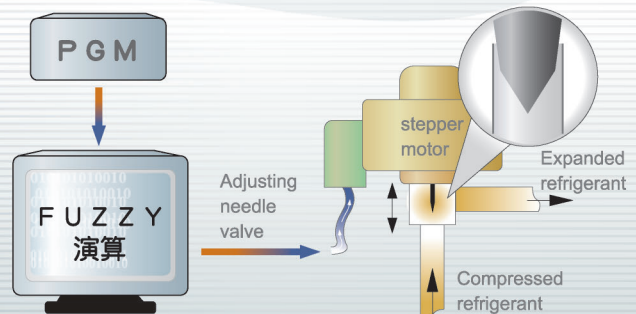 PGM
FUZZY
演算
Adjusting
needle
valve
stepper
motor
Expanded
refrigerant
Compressed
refrigerant